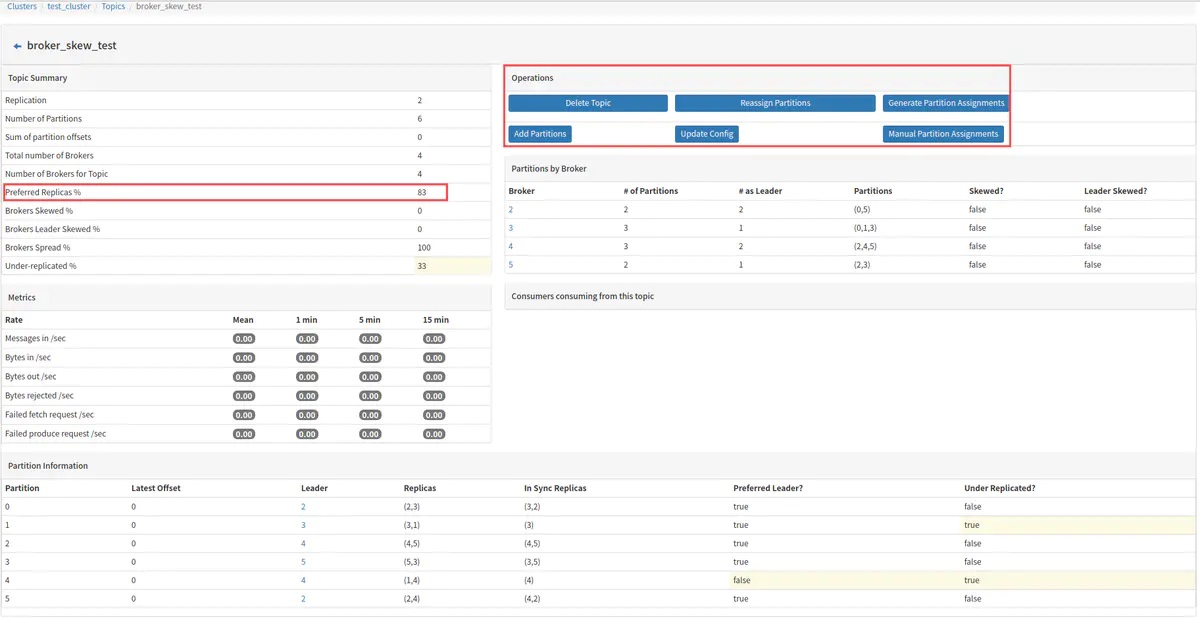 Clusters / test_cluster / Topics / broker_skew_test
← broker_skew_test
Topic Summary
Replication 2
Number of Partitions 6
Sum of partition offsets 0
Total number of Brokers 4
Number of Brokers for Topic 4
Preferred Replicas % 83
Brokers Skewed % 0
Brokers Leader Skewed % 0
Brokers Spread % 100
Under-replicated % 33
Operations
Delete Topic Reassign Partitions Generate Partition Assignments
Add Partitions Update Config Manual Partition Assignments
Partitions by Broker
Broker # of Partitions # as Leader Partitions Skewed? Leader Skewed?
2 2 2 (0,5) false false
3 3 1 (0,1,3) false false
4 3 2 (2,4,5) false false
5 2 1 (2,3) false false
Consumers consuming from this topic
Metrics
Rate Mean 1 min 5 min 15 min
Messages in /sec 0.00 0.00 0.00 0.00
Bytes in /sec 0.00 0.00 0.00 0.00
Bytes out /sec 0.00 0.00 0.00 0.00
Bytes rejected /sec 0.00 0.00 0.00 0.00
Failed fetch request /sec 0.00 0.00 0.00 0.00
Failed produce request /sec 0.00 0.00 0.00 0.00
Partition Information
Partition Latest Offset Leader Replicas In Sync Replicas Preferred Leader? Under Replicated?
0 0 2 (2,3) (3,2) true false
1 0 3 (3,1) (3) true true
2 0 4 (4,5) (4,5) true false
3 0 5 (5,3) (3,5) true false
4 0 4 (1,4) (4) false true
5 0 2 (2,4) (4,2) true false